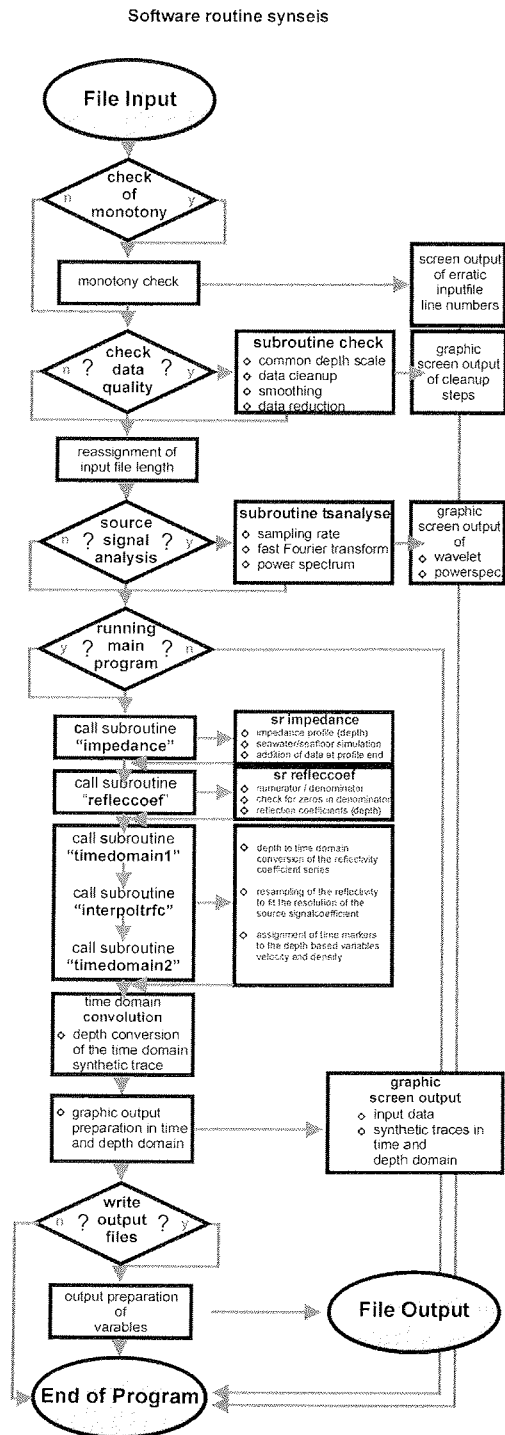 Software routine synseis
File Input
check
of
monotony
n
y
monotony check
screen output
of erratic
inputfile
line numbers
check
data
quality
n ? ? y
subroutine check
◇ common depth scale
◇ data cleanup
◇ smoothing
◇ data reduction
graphic
screen output
of cleanup
steps
reassignment of
input file length
source
signal
analysis
n ? ? y
subroutine tsanalyse
◇ sampling rate
◇ fast Fourier transform
◇ power spectrum
graphic
screen output
of
◇ wavelet
◇ powerspec.
running
main
program
y ? ? n
call subroutine
"impedance"
sr impedance
◇ impedance profile (depth)
◇ seawater/seafloor simulation
◇ addition of data at profile end
call subroutine
"refleccoef"
sr refleccoef
◇ numerator / denominator
◇ check for zeros in denominator
◇ reflection coefficients (depth)
call subroutine
"timedomain1"
call subroutine
"interpoltrfc"
call subroutine
"timedomain2"
◇ depth to time domain
conversion of the reflectivity
coefficient series
◇ resampling of the reflectivity
to fit the resolution of the
source signalcoefficient
◇ assignment of time markers
to the depth based variables
velocity and density
time domain
convolution
◇ depth conversion
of the time domain
synthetic trace
◇ graphic output
preparation in time
and depth domain
graphic
screen output
◇ input data
◇ synthetic traces in
time and
depth domain
write
output
files
n ? ? y
output preparation
of
variables
File Output
End of Program